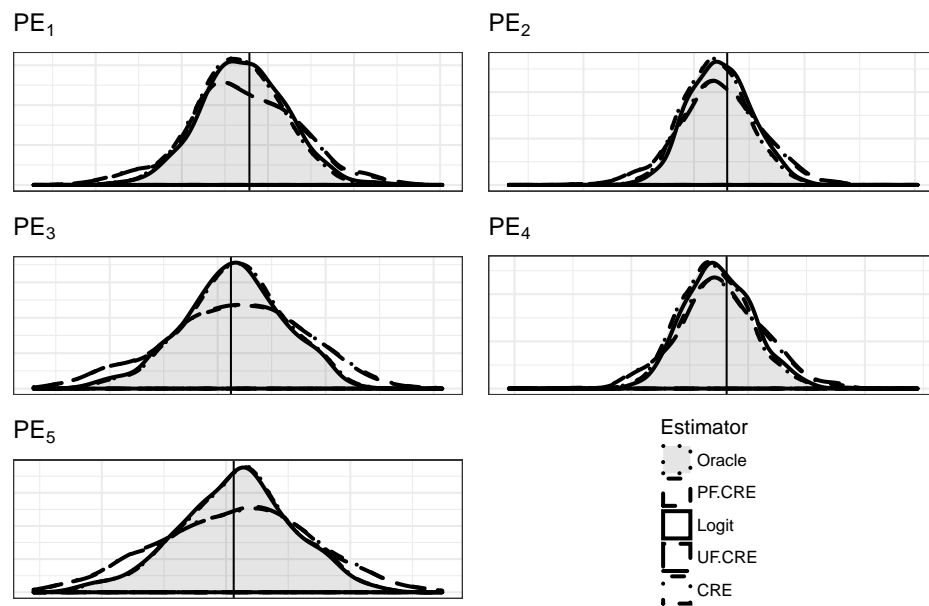 PE1
PE2
PE3
PE4
PE5
Estimator
Oracle
PF.CRE
Logit
UF.CRE
CRE